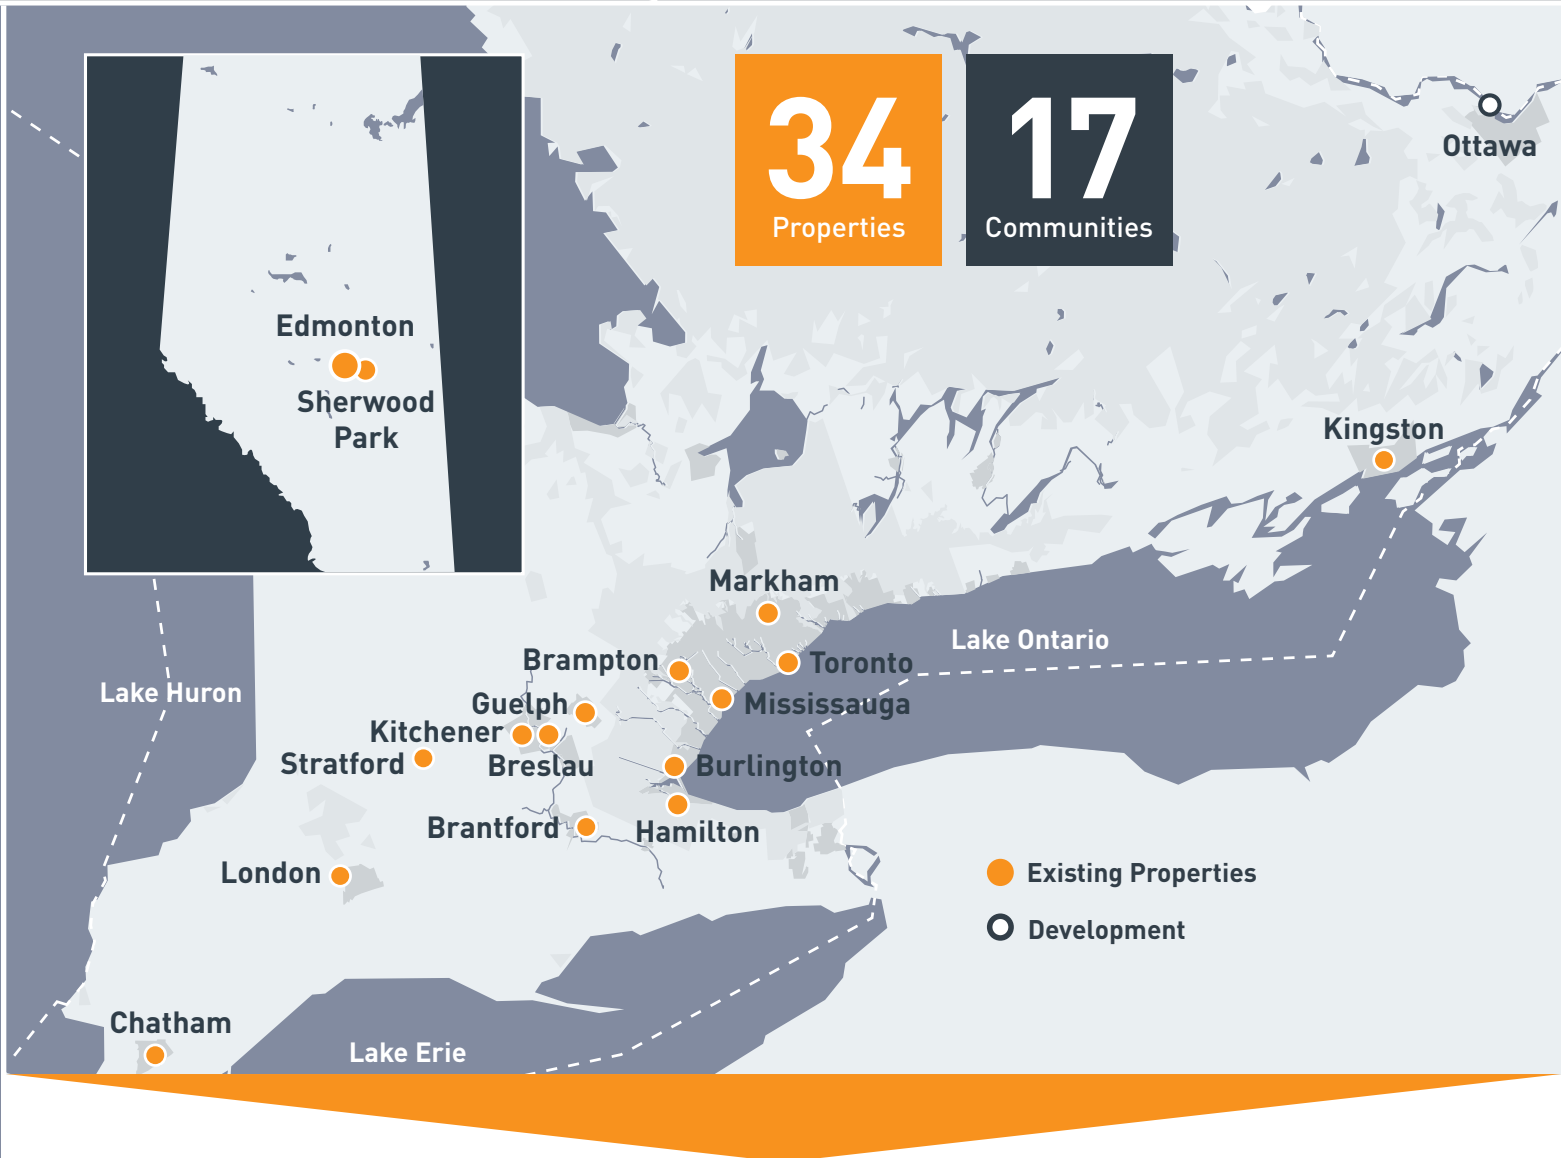 34
Properties
17
Communities
Ottawa
Edmonton
Sherwood
Park
Kingston
Markham
Lake Ontario
Brampton
Toronto
Lake Huron
Guelph
Mississauga
Kitchener
Stratford
Breslau
Burlington
Brantford
Hamilton
London
Existing Properties
Development
Chatham
Lake Erie